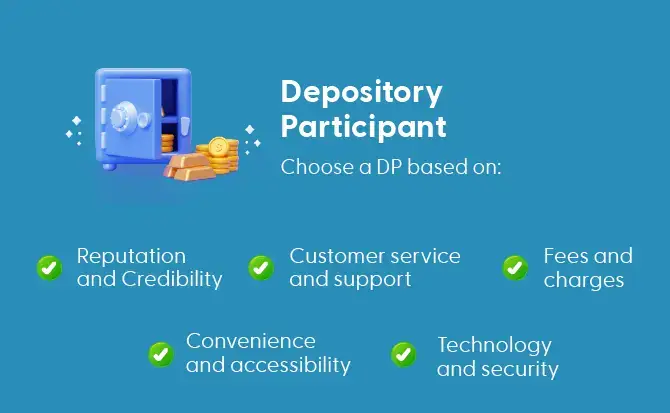 Depository
Participant
Choose a DP based on:
Reputation
and Credibility
Customer service
and support
Fees and
charges
Convenience
and accessibility
Technology
and security